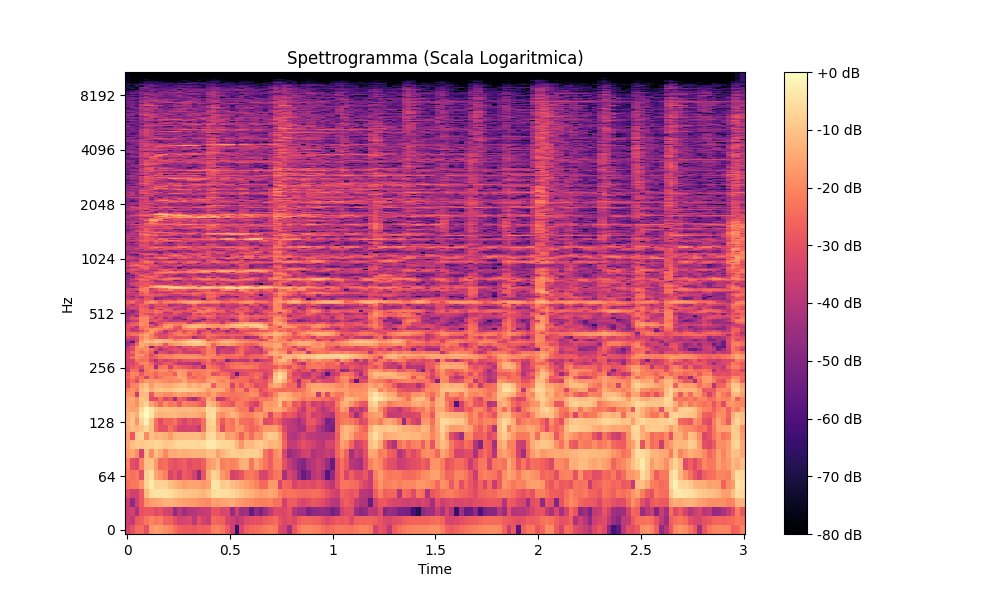 Spettrogramma (Scala Logaritmica)
Hz
8192
4096
2048
1024
512
256
128
64
0
0
0.5
1
1.5
2
2.5
3
Time
+0 dB
-10 dB
-20 dB
-30 dB
-40 dB
-50 dB
-60 dB
-70 dB
-80 dB